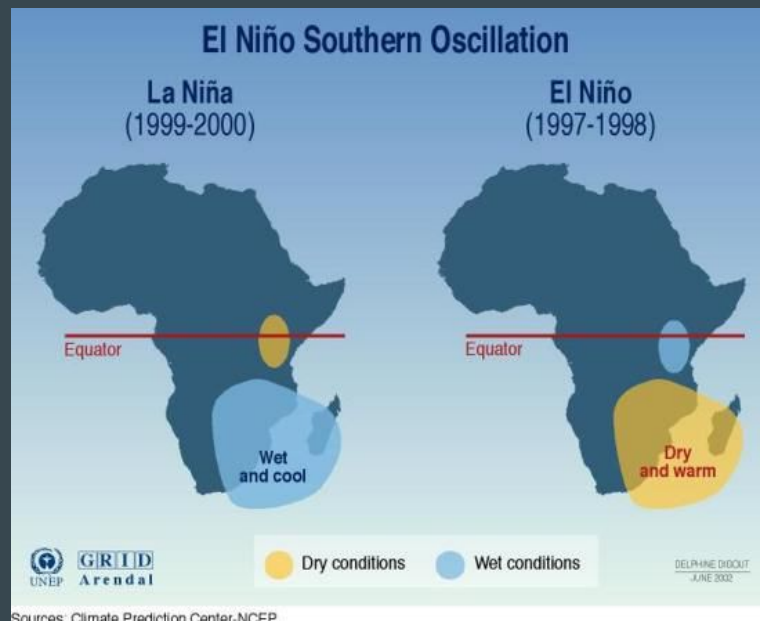 El Niño Southern Oscillation
La Niña
(1999-2000)
El Niño
(1997-1998)
Equator
Equator
Wet
and cool
Dry
and warm
Dry conditions
Wet conditions
UNEP
GRID
Arendal
DELPHINE DIGOUT
JUNE 2002
Sources: Climate Prediction Center-NCEP